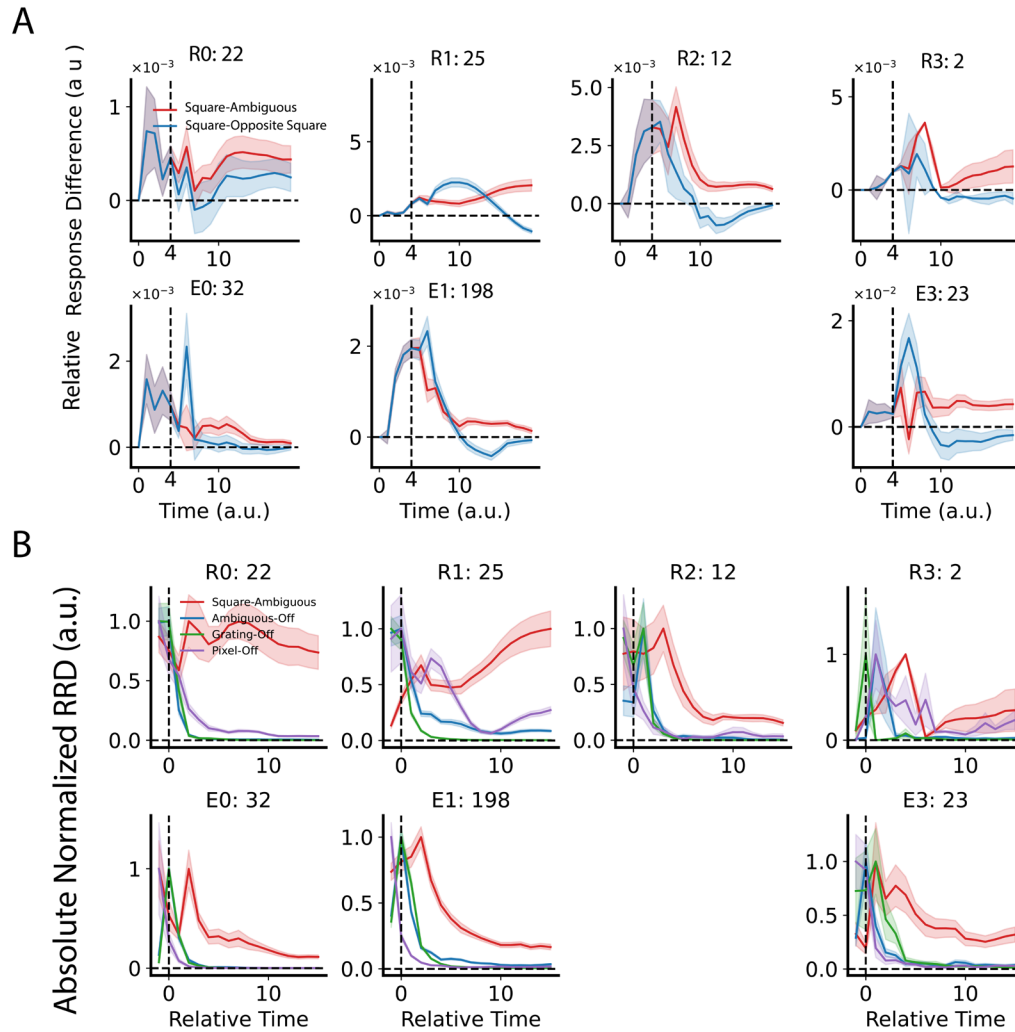 A
Relative Response Difference (a u )
R0: 22
R1: 25
R2: 12
R3: 2
×10⁻³
×10⁻³
×10⁻³
×10⁻³
1
0
5
0
5.0
2.5
0.0
5
0
Square-Ambiguous
Square-Opposite Square
0 4 10
0 4 10
0 4 10
0 4 10
E0: 32
E1: 198
E3: 23
×10⁻³
×10⁻³
×10⁻²
2
0
2
0
2
0
0 4 10
0 4 10
0 4 10
Time (a.u.)
Time (a.u.)
Time (a.u.)
B
Absolute Normalized RRD (a.u.)
R0: 22
R1: 25
R2: 12
R3: 2
1.0
0.5
0.0
1.0
0.5
0.0
1.0
0.5
0.0
1
0
Square-Ambiguous
Ambiguous-Off
Grating-Off
Pixel-Off
0 10
0 10
0 10
0 10
E0: 32
E1: 198
E3: 23
1
0
1.0
0.5
0.0
1.0
0.5
0.0
0 10
0 10
0 10
Relative Time
Relative Time
Relative Time